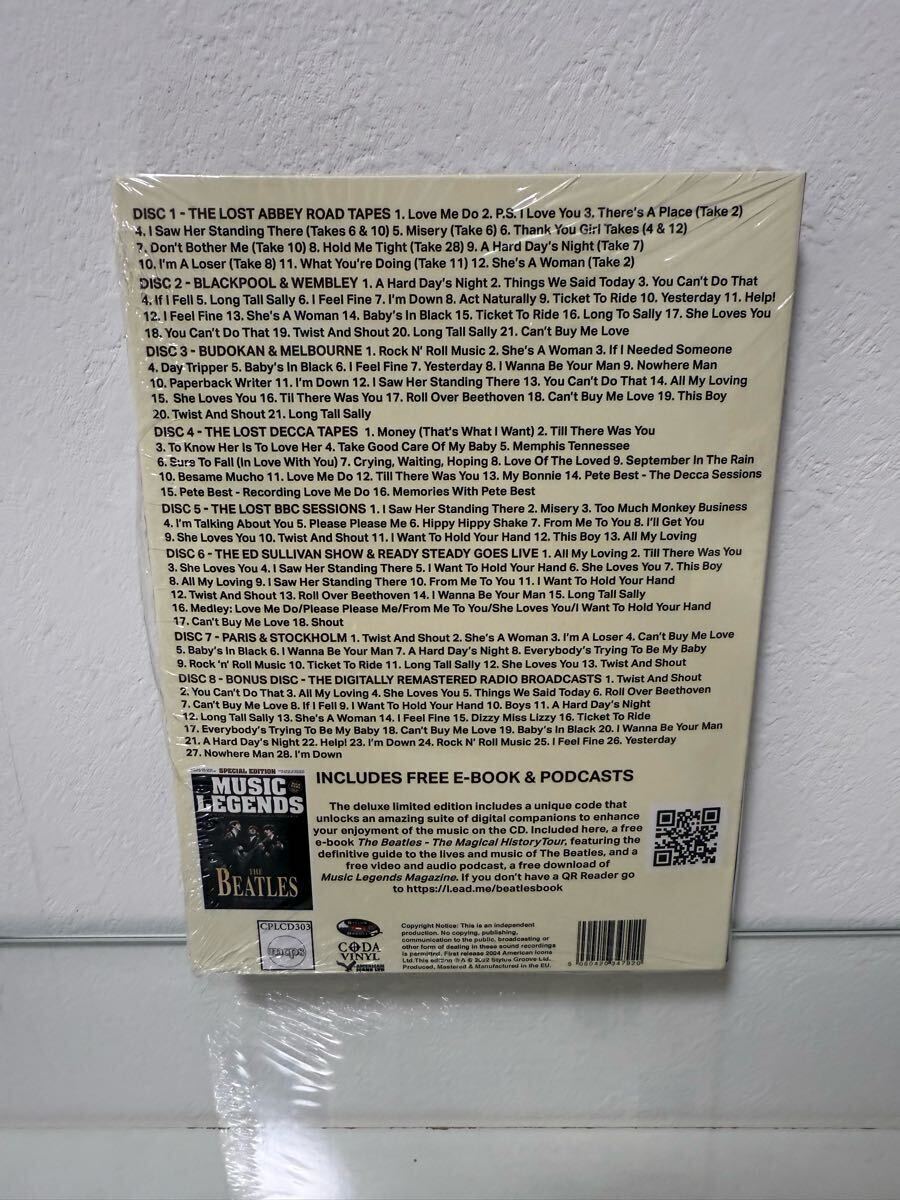 DISC 1 - THE LOST ABBEY ROAD TAPES 1. Love Me Do 2. P.S. I Love You 3. There's A Place (Take 2)
4. I Saw Her Standing There (Takes 6 & 10) 5. Misery (Take 6) 6. Thank You Girl Takes (4 & 12)
7. Don't Bother Me (Take 10) 8. Hold Me Tight (Take 28) 9. A Hard Day's Night (Take 7)
10. I'm A Loser (Take 8) 11. What You're Doing (Take 11) 12. She's A Woman (Take 2)
DISC 2 - BLACKPOOL & WEMBLEY 1. A Hard Day's Night 2. Things We Said Today 3. You Can't Do That
4. If I Fell 5. Long Tall Sally 6. I Feel Fine 7. I'm Down 8. Act Naturally 9. Ticket To Ride 10. Yesterday 11. Help!
12. I Feel Fine 13. She's A Woman 14. Baby's In Black 15. Ticket To Ride 16. Long To Sally 17. She Loves You
18. You Can't Do That 19. Twist And Shout 20. Long Tall Sally 21. Can't Buy Me Love
DISC 3 - BUDOKAN & MELBOURNE 1. Rock N' Roll Music 2. She's A Woman 3. If I Needed Someone
4. Day Tripper 5. Baby's In Black 6. I Feel Fine 7. Yesterday 8. I Wanna Be Your Man 9. Nowhere Man
10. Paperback Writer 11. I'm Down 12. I Saw Her Standing There 13. You Can't Do That 14. All My Loving
15. She Loves You 16. Til There Was You 17. Roll Over Beethoven 18. Can't Buy Me Love 19. This Boy
20. Twist And Shout 21. Long Tall Sally
DISC 4 - THE LOST DECCA TAPES 1. Money (That's What I Want) 2. Till There Was You
3. To Know Her Is To Love Her 4. Take Good Care Of My Baby 5. Memphis Tennessee
6. Sure To Fall (In Love With You) 7. Crying, Waiting, Hoping 8. Love Of The Loved 9. September In The Rain
10. Besame Mucho 11. Love Me Do 12. Till There Was You 13. My Bonnie 14. Pete Best - The Decca Sessions
15. Pete Best - Recording Love Me Do 16. Memories With Pete Best
DISC 5 - THE LOST BBC SESSIONS 1. I Saw Her Standing There 2. Misery 3. Too Much Monkey Business
4. I'm Talking About You 5. Please Please Me 6. Hippy Hippy Shake 7. From Me To You 8. I'll Get You
9. She Loves You 10. Twist And Shout 11. I Want To Hold Your Hand 12. This Boy 13. All My Loving
DISC 6 - THE ED SULLIVAN SHOW & READY STEADY GOES LIVE 1. All My Loving 2. Till There Was You
3. She Loves You 4. I Saw Her Standing There 5. I Want To Hold Your Hand 6. She Loves You 7. This Boy
8. All My Loving 9. I Saw Her Standing There 10. From Me To You 11. I Want To Hold Your Hand
12. Twist And Shout 13. Roll Over Beethoven 14. I Wanna Be Your Man 15. Long Tall Sally
16. Medley: Love Me Do/Please Please Me/From Me To You/She Loves You/I Want To Hold Your Hand
17. Can't Buy Me Love 18. Shout
DISC 7 - PARIS & STOCKHOLM 1. Twist And Shout 2. She's A Woman 3. I'm A Loser 4. Can't Buy Me Love
5. Baby's In Black 6. I Wanna Be Your Man 7. A Hard Day's Night 8. Everybody's Trying To Be My Baby
9. Rock 'n' Roll Music 10. Ticket To Ride 11. Long Tall Sally 12. She Loves You 13. Twist And Shout
DISC 8 - BONUS DISC - THE DIGITALLY REMASTERED RADIO BROADCASTS 1. Twist And Shout
2. You Can't Do That 3. All My Loving 4. She Loves You 5. Things We Said Today 6. Roll Over Beethoven
7. Can't Buy Me Love 8. If I Fell 9. I Want To Hold Your Hand 10. Boys 11. A Hard Day's Night
12. Long Tall Sally 13. She's A Woman 14. I Feel Fine 15. Dizzy Miss Lizzy 16. Ticket To Ride
17. Everybody's Trying To Be My Baby 18. Can't Buy Me Love 19. Baby's In Black 20. I Wanna Be Your Man
21. A Hard Day's Night 22. Help! 23. I'm Down 24. Rock N' Roll Music 25. I Feel Fine 26. Yesterday
27. Nowhere Man 28. I'm Down
SPECIAL EDITION
MUSIC
LEGENDS
THE
BEATLES
INCLUDES FREE E-BOOK & PODCASTS
The deluxe limited edition includes a unique code that
unlocks an amazing suite of digital companions to enhance
your enjoyment of the music on the CD. Included here, a free
e-book The Beatles - The Magical HIstoryTour, featuring the
definitive guide to the lives and music of The Beatles, and a
free video and audio podcast, a free download of
Music Legends Magazine. If you don't have a QR Reader go
to https://l.ead.me/beatlesbook
CPLCD303
mcps
CODA
VINYL
Copyright Notice: This is an independent
production. No copying, publishing,
communication to the public, broadcasting or
other form of dealing in these sound recordings
is permitted. First release 2004 American Icons
Ltd. This edition ℗&© 2022 Stylus Groove Ltd.
Produced, Mastered & Manufactured in the EU.
5 060420 347920